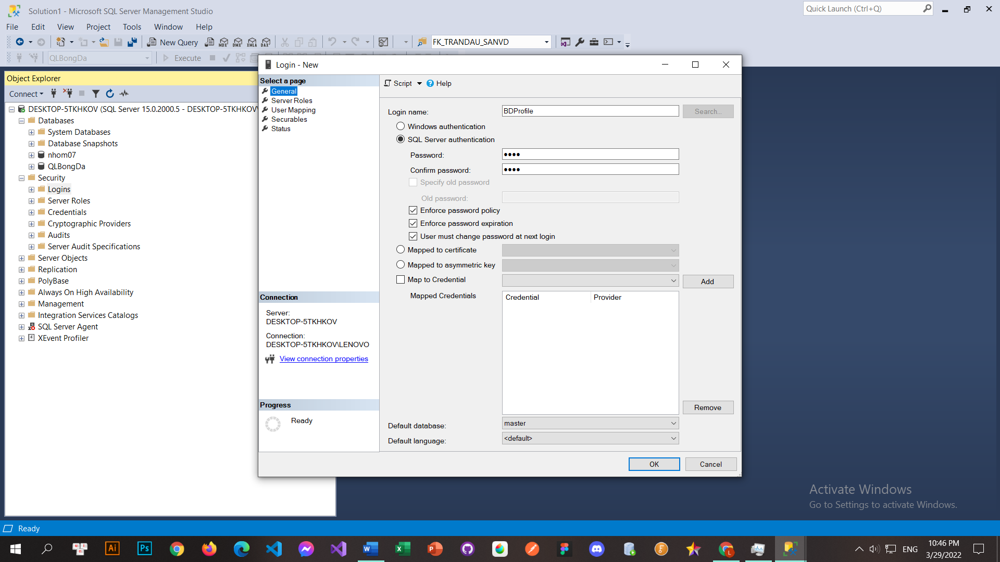 Solution1 - Microsoft SQL Server Management Studio
Quick Launch (Ctrl+Q)
File Edit View Project Tools Window Help
New Query
MDX DMX XMLA DAX
FK_TRANDAU_SANVD
QLBongDa
Execute
Object Explorer
Connect
DESKTOP-5TKHKOV (SQL Server 15.0.2000.5 - DESKTOP-5TKHKOV\
Databases
System Databases
Database Snapshots
nhom07
QLBongDa
Security
Logins
Server Roles
Credentials
Cryptographic Providers
Audits
Server Audit Specifications
Server Objects
Replication
PolyBase
Always On High Availability
Management
Integration Services Catalogs
SQL Server Agent
XEvent Profiler
Login - New
Select a page
General
Server Roles
User Mapping
Securables
Status
Connection
Server:
DESKTOP-5TKHKOV
Connection:
DESKTOP-5TKHKOV\LENOVO
View connection properties
Progress
Ready
Script
Help
Login name:
BDProfile
Search...
Windows authentication
SQL Server authentication
Password:
●●●●
Confirm password:
●●●●
Specify old password
Old password:
Enforce password policy
Enforce password expiration
User must change password at next login
Mapped to certificate
Mapped to asymmetric key
Map to Credential
Add
Mapped Credentials
Credential Provider
Remove
Default database:
master
Default language:
<default>
OK
Cancel
Activate Windows
Go to Settings to activate Windows.
Ready
Ai
Ps
ENG
10:46 PM
3/29/2022